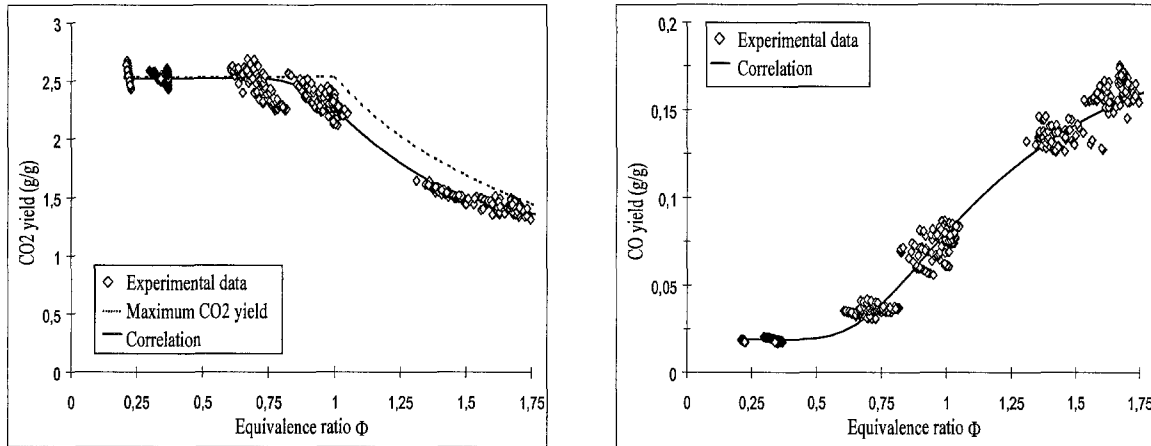 3
2,5
2
1,5
1
0,5
0
CO2 yield (g/g)
Experimental data
Maximum CO2 yield
Correlation
0 0,25 0,5 0,75 1 1,25 1,5 1,75
Equivalence ratio Φ
0,2
0,15
0,1
0,05
0
CO yield (g/g)
Experimental data
Correlation
0 0,25 0,5 0,75 1 1,25 1,5 1,75
Equivalence ratio Φ